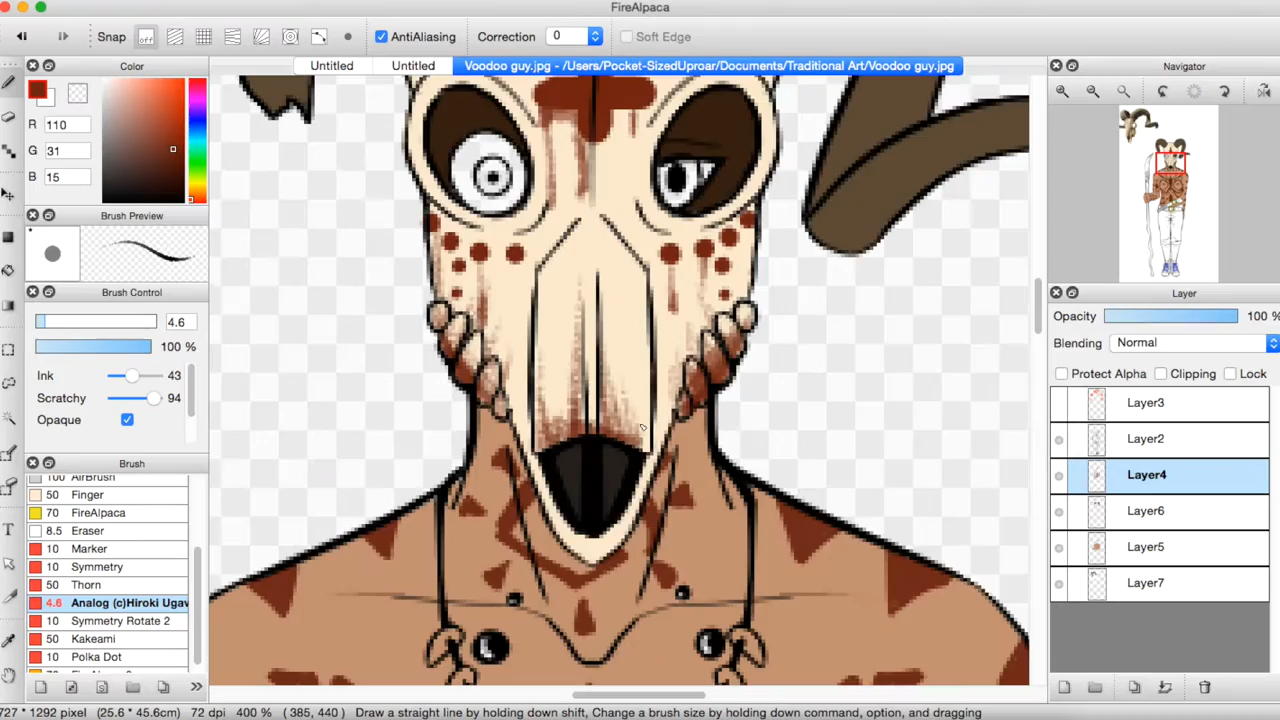 FireAlpaca
Snap off AntiAliasing Correction 0 Soft Edge
Color Untitled Untitled Voodoo guy.jpg - /Users/Pocket-SizedUproar/Documents/Traditional Art/Voodoo guy.jpg Navigator
R 110
G 31
B 15
Brush Preview
Brush Control
4.6
100 %
Ink 43
Scratchy 94
Opaque
Brush
100 AirBrush
50 Finger
70 FireAlpaca
8.5 Eraser
10 Marker
10 Symmetry
50 Thorn
4.6 Analog (c)Hiroki Ugaw
10 Symmetry Rotate 2
50 Kakeami
10 Polka Dot
Layer
Opacity 100 %
Blending Normal
Protect Alpha Clipping Lock
Layer3
Layer2
Layer4
Layer6
Layer5
Layer7
727 * 1292 pixel (25.6 * 45.6cm) 72 dpi 400 % ( 385, 440 ) Draw a straight line by holding down shift, Change a brush size by holding down command, option, and dragging